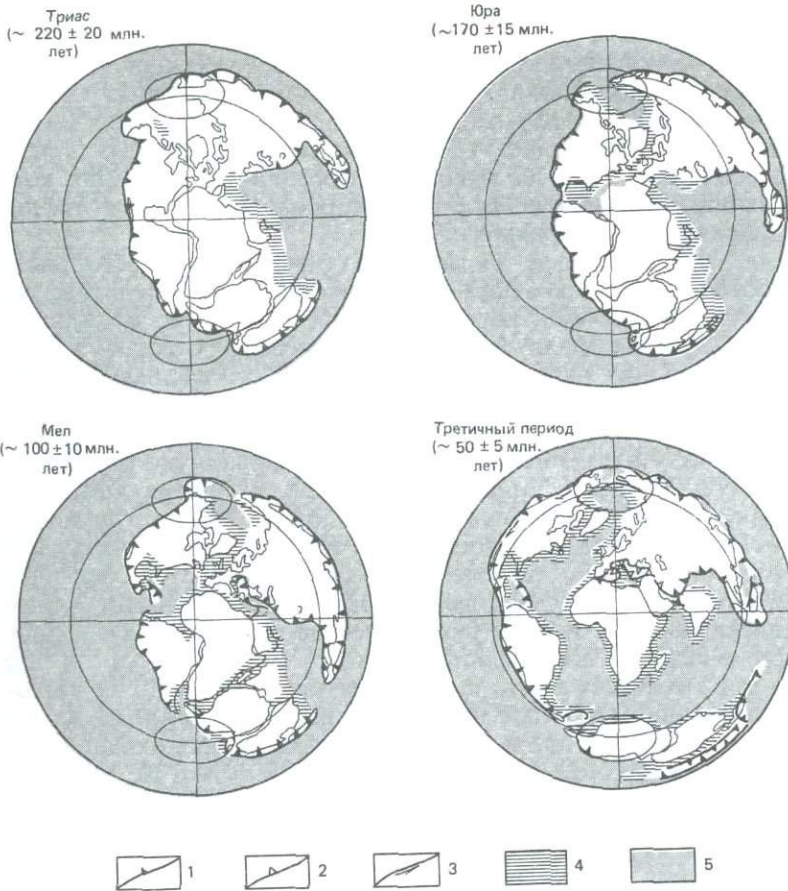 Триас
(~ 220 ± 20 млн.
лет)
Юра
(~170 ± 15 млн.
лет)
Мел
(~ 100 ± 10 млн.
лет)
Третичный период
(~ 50 ± 5 млн.
лет)
1
2
3
4
5